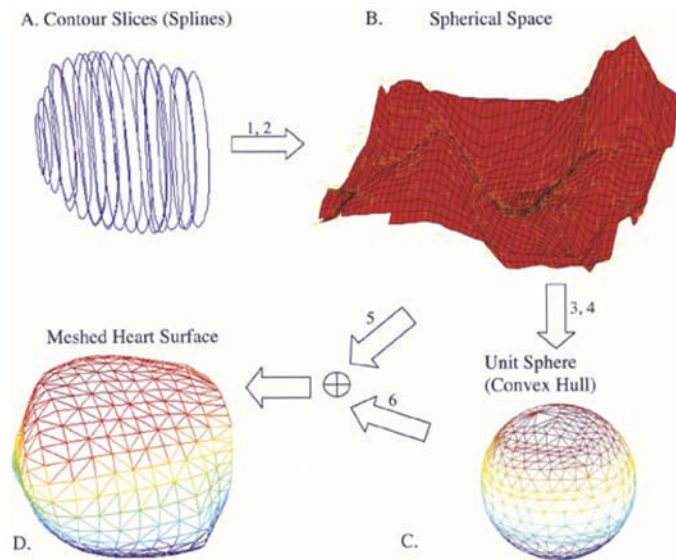 A. Contour Slices (Splines)
B. Spherical Space
1, 2
3, 4
5
Meshed Heart Surface
Unit Sphere
(Convex Hull)
6
D.
C.